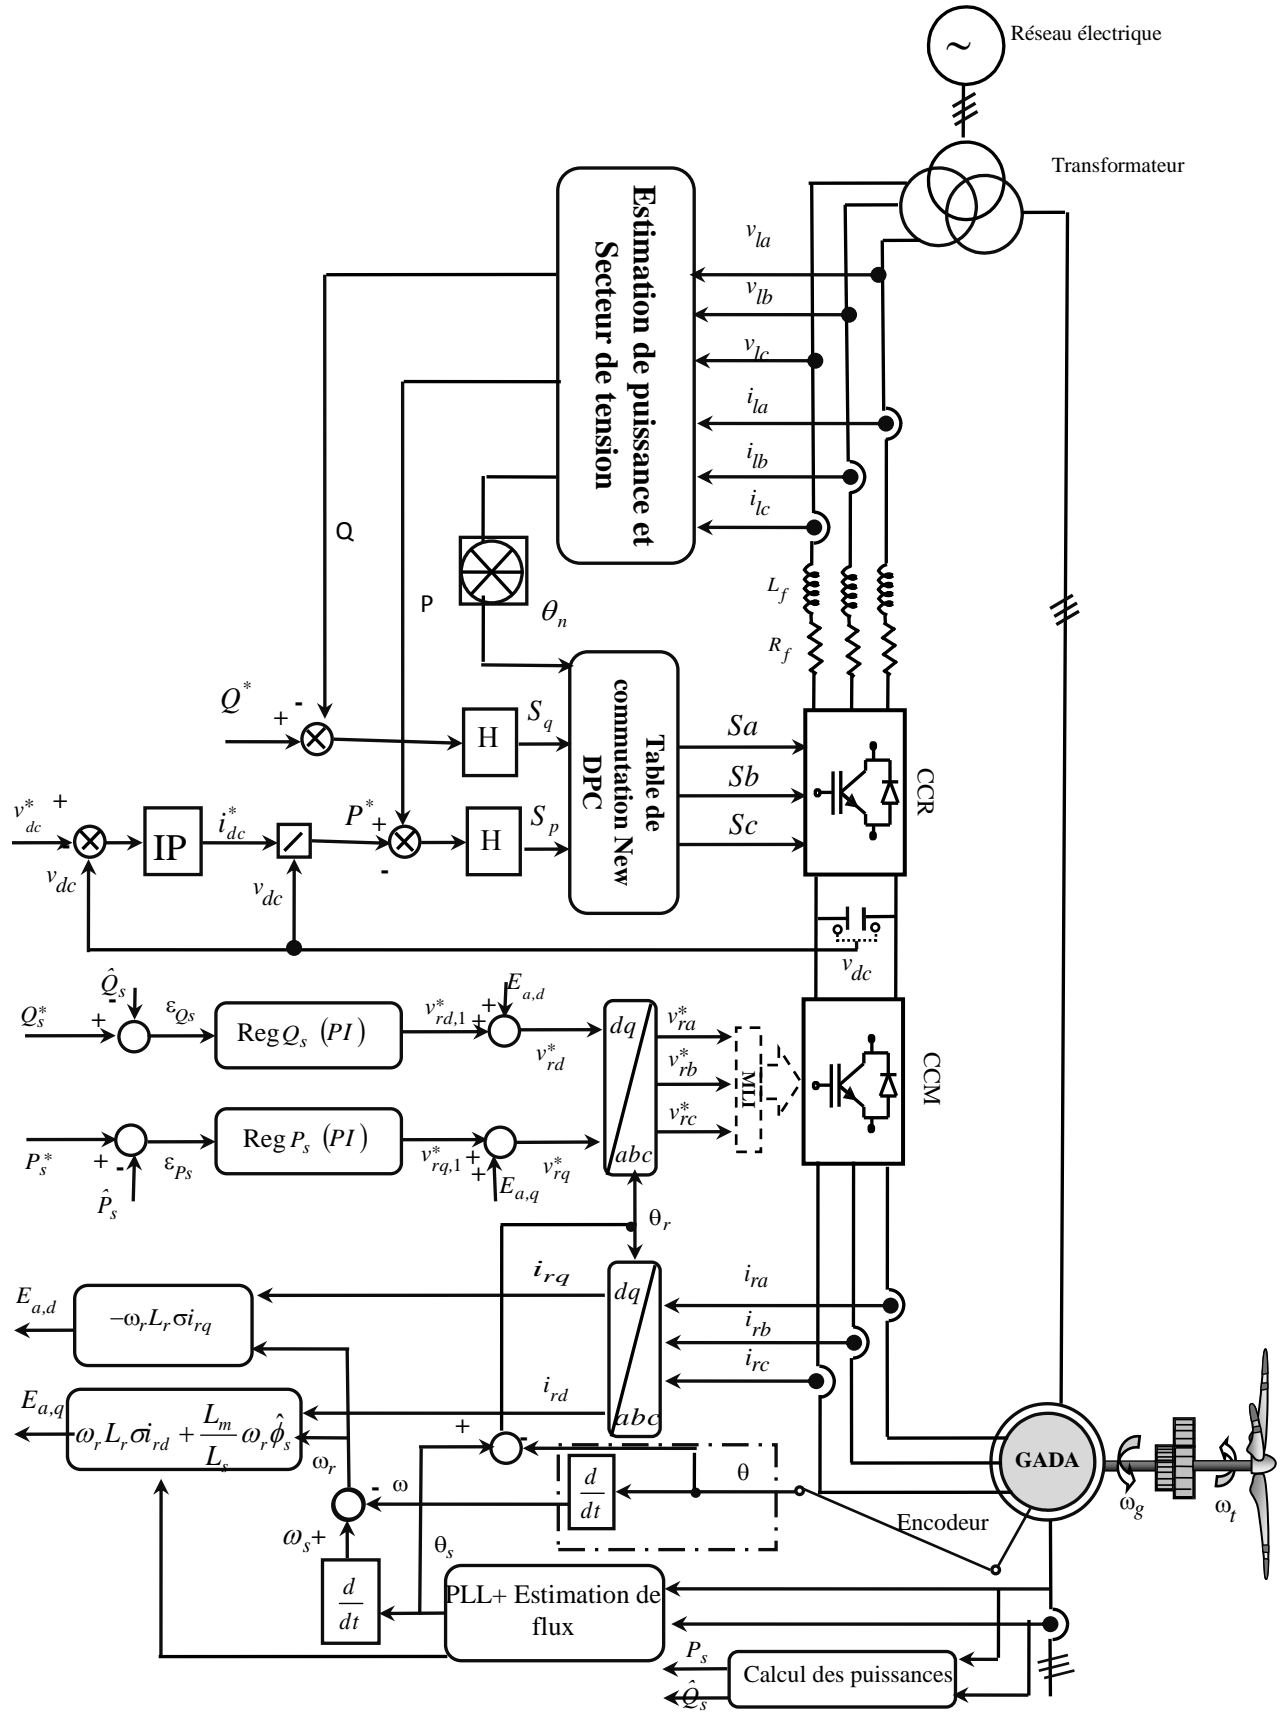 Réseau électrique
~
Transformateur
Estimation de puissance et
Secteur de tension
v_la
v_lb
v_lc
i_la
i_lb
i_lc
Q
P
θ_n
L_f
R_f
Q*
-
+
H
S_q
Table de
commutation New
DPC
Sa
Sb
Sc
CCR
v*_dc
+
-
v_dc
IP
i*_dc
v_dc
P*
+
-
H
S_p
v_dc
Q*_s
+
Q̂_s
-
ε_Qs
Reg Q_s (PI)
v*_rd,1
+
+
E_a,d
v*_rd
dq
abc
v*_ra
v*_rb
v*_rc
MLI
CCM
P*_s
+
-
P̂_s
ε_Ps
Reg P_s (PI)
v*_rq,1
+
+
E_a,q
v*_rq
θ_r
E_a,d
−ω_r L_r σ i_rq
i_rq
dq
abc
i_ra
i_rb
i_rc
E_a,q
ω_r L_r σ i_rd + L_m/L_s ω_r φ̂_s
i_rd
ω_r
+
-
-
ω
ω_s+
d/dt
θ
d/dt
θ_s
Encodeur
GADA
ω_g
ω_t
PLL+ Estimation de
flux
P_s
Q̂_s
Calcul des puissances